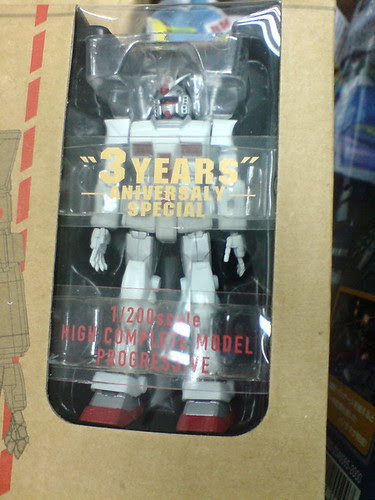 "3 YEARS"
ANIVERSALY
SPECIAL
1/200scale
HIGH COMPLETE MODEL
PROGRESSIVE